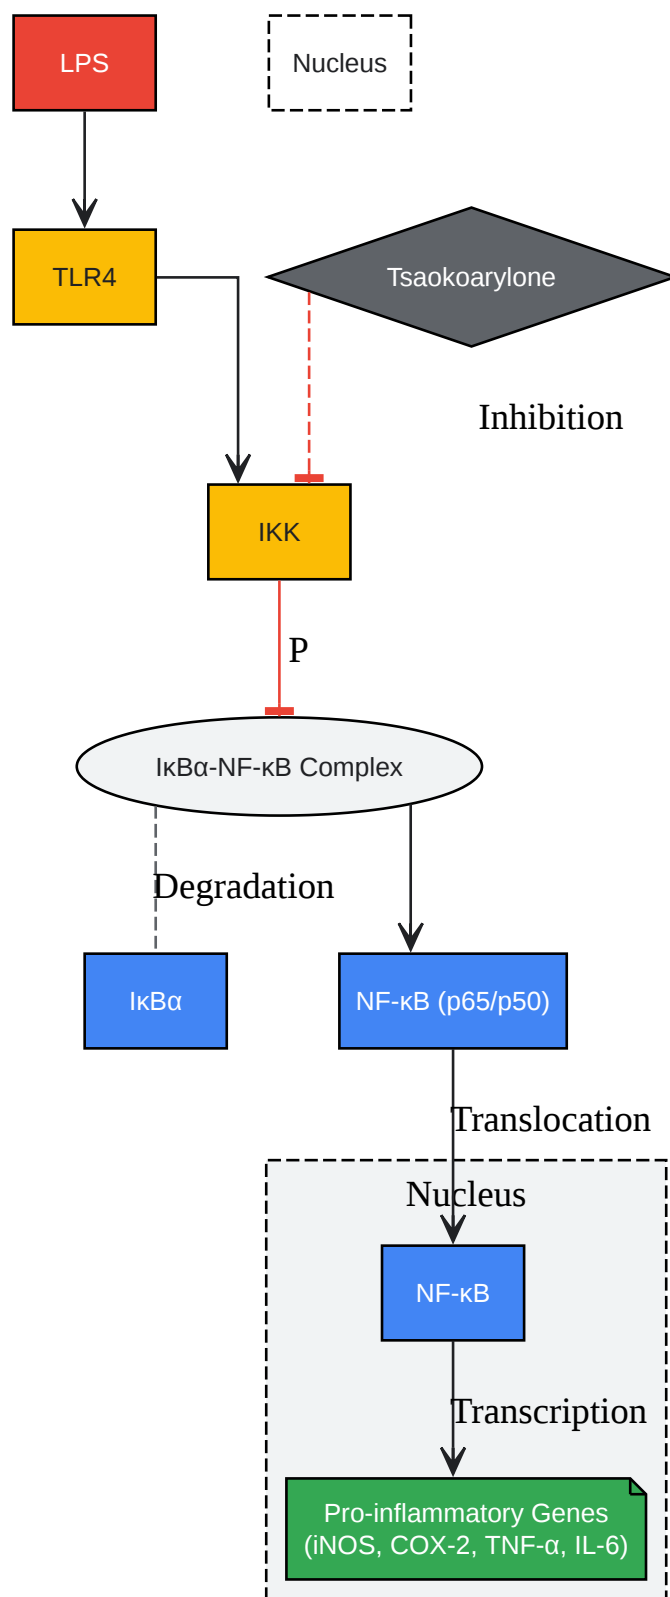 LPS
Nucleus
TLR4
Tsaokoarylone
Inhibition
IKK
P
IκBα-NF-κB Complex
Degradation
IκBα
NF-κB (p65/p50)
Translocation
Nucleus
NF-κB
Transcription
Pro-inflammatory Genes
(iNOS, COX-2, TNF-α, IL-6)